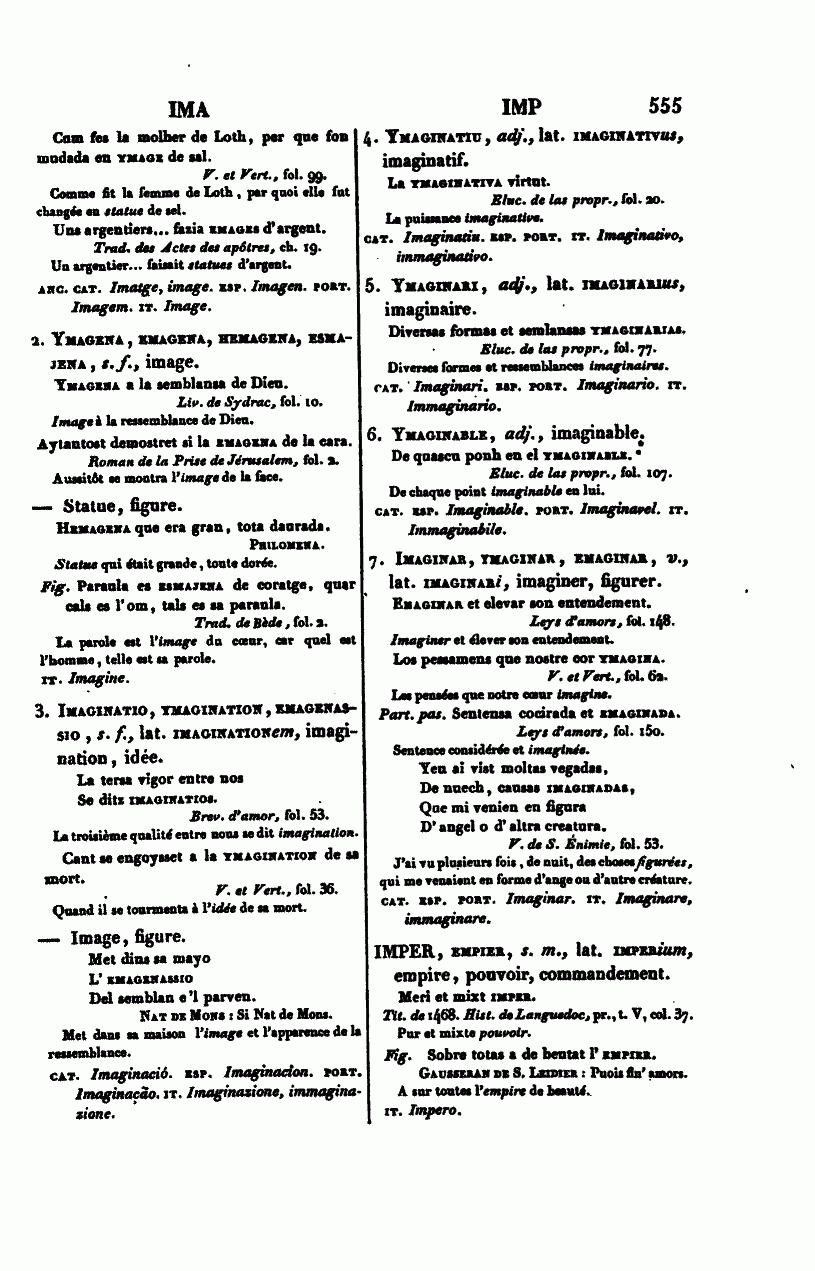 IMA
IMP 555
Com fes la molher de Loth, per que fon
mudada en YMAGE de sal.
V. et Vert., fol. 99.
Comme fit la femme de Loth, par quoi elle fut
changée en statue de sel.
Uns argentiers... fazia EMAGES d'argent.
Trad. des Actes des apôtres, ch. 19.
Un argentier... faisait statues d'argent.
ANC. CAT. Imatge, image. ESP. Imagen. PORT.
Imagem. IT. Image.
2. YMAGENA, EMAGENA, HEMAGENA, ESMA-
JENA, s. f., image.
YMAGENA a la semblansa de Dieu.
Liv. de Sydrac, fol. 10.
Image à la ressemblance de Dieu.
Aytantost demostret si la EMAGENA de la cara.
Roman de la Prise de Jérusalem, fol. 2.
Aussitôt se montra l'image de la face.
— Statue, figure.
HEMAGENA que era gran, tota daurada.
PHILOMENA.
Statue qui était grande, toute dorée.
Fig. Paraula es ESMAJENA de coratge, quar
cals es l'om, tals es sa paraula.
Trad. de Bède, fol. 2.
La parole est l'image du cœur, car quel est
l'homme, telle est sa parole.
IT. Imagine.
3. IMAGINATIO, YMAGINATION, EMAGENAS-
SIO, s. f., lat. IMAGINATIONem, imagi-
nation, idée.
La tersa vigor entre nos
Se ditz IMAGINATIOS.
Brev. d'amor, fol. 53.
La troisième qualité entre nous se dit imagination.
Cant se engoysset a la YMAGINATION de sa
mort.
V. et Vert., fol. 36.
Quand il se tourmenta à l'idée de sa mort.
— Image, figure.
Met dins sa mayo
L' EMAGENASSIO
Del semblan e'l parven.
NAT DE MONS : Si Nat de Mons.
Met dans sa maison l'image et l'apparence de la
ressemblance.
CAT. Imaginació. ESP. Imaginacion. PORT.
Imaginação. IT. Imaginazione, immagina-
zione.
4. YMAGINATIU, adj., lat. IMAGINATIVus,
imaginatif.
La YMAGINATIVA virtut.
Eluc. de las propr., fol. 20.
La puissance imaginative.
CAT. Imaginatiu. ESP. PORT. IT. Imaginativo,
immaginativo.
5. YMAGINARI, adj., lat. IMAGINARIus,
imaginaire.
Diversas formas et semlansas YMAGINARIAS.
Eluc. de las propr., fol. 77.
Diverses formes et ressemblances imaginaires.
CAT. Imaginari. ESP. PORT. Imaginario. IT.
Immaginario.
6. YMAGINABLE, adj., imaginable.
De quascu ponh en el YMAGINABLE.
Eluc. de las propr., fol. 107.
De chaque point imaginable en lui.
CAT. ESP. Imaginable. PORT. Imaginavel. IT.
Immaginabile.
7. IMAGINAR, YMAGINAR, EMAGINAR, v.,
lat. IMAGINARi, imaginer, figurer.
EMAGINAR et elevar son entendement.
Leys d'amors, fol. 148.
Imaginer et élever son entendement.
Los pessamens que nostre cor YMAGINA.
V. et Vert., fol. 62.
Les pensées que notre cœur imagine.
Part. pas. Sentensa cocirada et EMAGINADA.
Leys d'amors, fol. 150.
Sentence considérée et imaginée.
Yeu ai vist moltas vegadas,
De nuech, causas IMAGINADAS,
Que mi venien en figura
D'angel o d'altra creatura.
V. de S. Énimie, fol. 53.
J'ai vu plusieurs fois, de nuit, des choses figurées,
qui me venaient en forme d'ange ou d'autre créature.
CAT. ESP. PORT. Imaginar. IT. Imaginare,
immaginare.
IMPER, EMPIER, s. m., lat. IMPERium,
empire, pouvoir, commandement.
Meri et mixt IMPER.
Tit. de 1468. Hist. de Languedoc, pr., t. V, col. 37.
Pur et mixte pouvoir.
Fig. Sobre totas a de beutat l'EMPIER.
GAUSSERAN DE S. LEIDIER : Puois fin' amors.
A sur toutes l'empire de beauté.
IT. Impero.